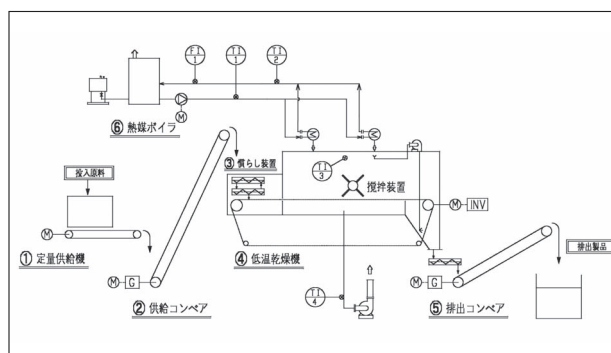 FI
1
TI
1
TI
2
M
⑥ 熱媒ボイラ
③ 慣らし装置
TI
3
投入原料
撹拌装置
M
INV
M
① 定量供給機
④ 低温乾燥機
排出製品
M
G
② 供給コンベア
TI
4
M
G
⑤ 排出コンベア